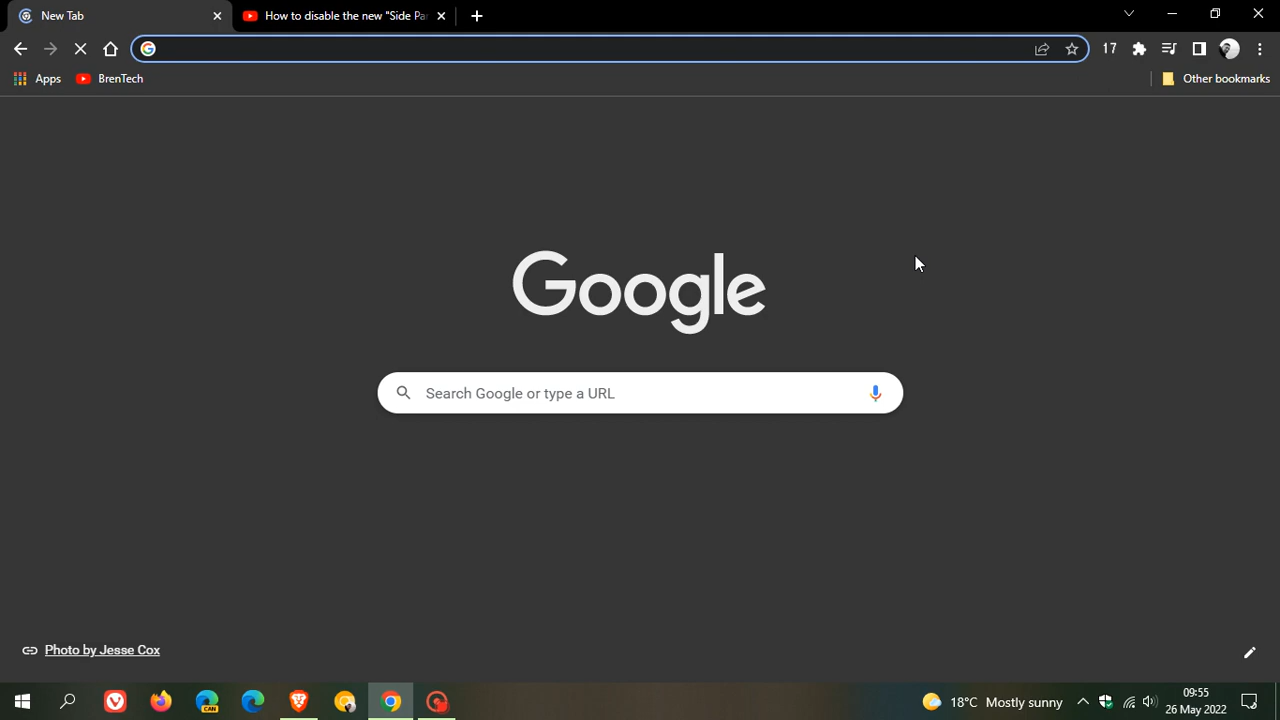 New Tab
How to disable the new "Side Pa
17
Apps
BrenTech
Other bookmarks
Google
Search Google or type a URL
Photo by Jesse Cox
CAN
18°C Mostly sunny
09:55
26 May 2022